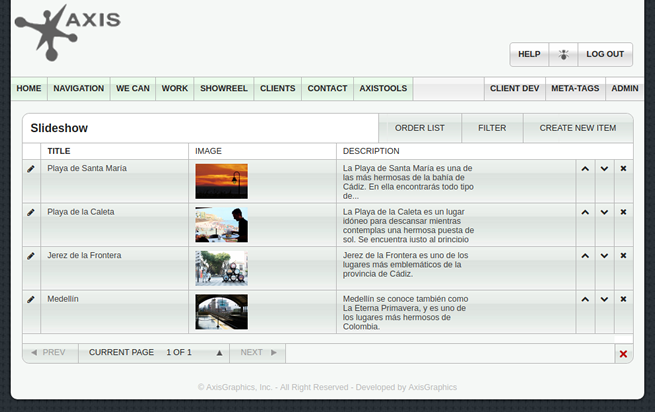 AXIS
HELP LOG OUT
HOME NAVIGATION WE CAN WORK SHOWREEL CLIENTS CONTACT AXISTOOLS CLIENT DEV META-TAGS ADMIN
Slideshow ORDER LIST FILTER CREATE NEW ITEM
TITLE IMAGE DESCRIPTION
Playa de Santa María La Playa de Santa María es una de
las más hermosas de la bahía de
Cádiz. En ella encontrarás todo tipo
de...
Playa de la Caleta La Playa de la Caleta es un lugar
idóneo para descansar mientras
contemplas una hermosa puesta de
sol. Se encuentra justo al principio
Jerez de la Frontera Jerez de la Frontera es uno de los
lugares más emblemáticos de la
provincia de Cádiz.
Medellín Medellín se conoce también como
La Eterna Primavera, y es uno de
los lugares más hermosos de
Colombia.
PREV CURRENT PAGE 1 OF 1 NEXT
© AxisGraphics, Inc. - All Right Reserved - Developed by AxisGraphics